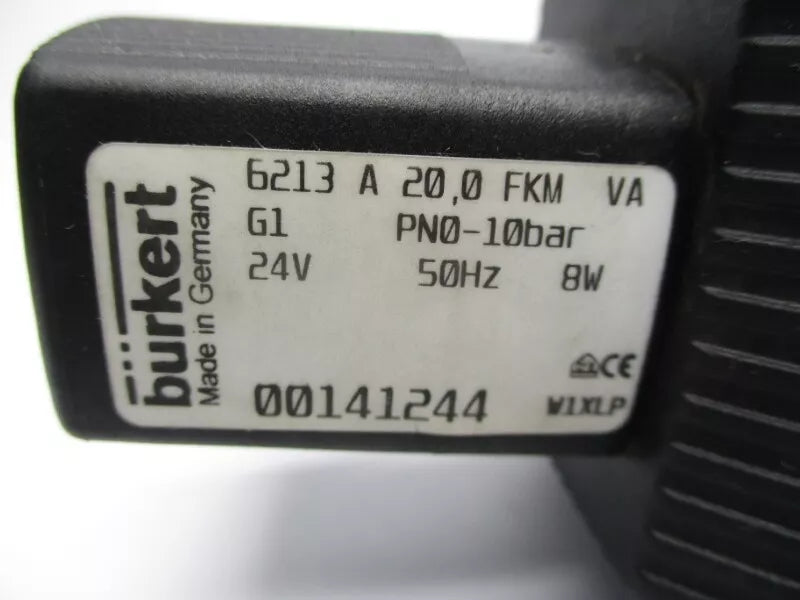 bürkert
Made in Germany
6213 A 20,0 FKM VA
G1 PN0-10bar
24V 50Hz 8W
CE
00141244 W1XLP